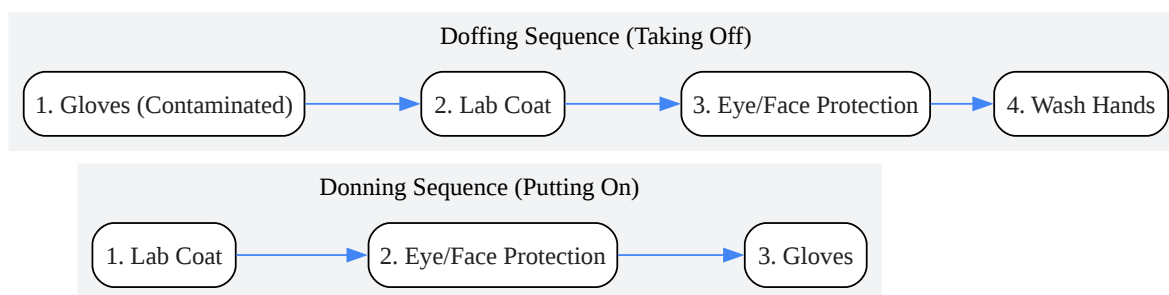 Doffing Sequence (Taking Off)
1. Gloves (Contaminated)
2. Lab Coat
3. Eye/Face Protection
4. Wash Hands
Donning Sequence (Putting On)
1. Lab Coat
2. Eye/Face Protection
3. Gloves